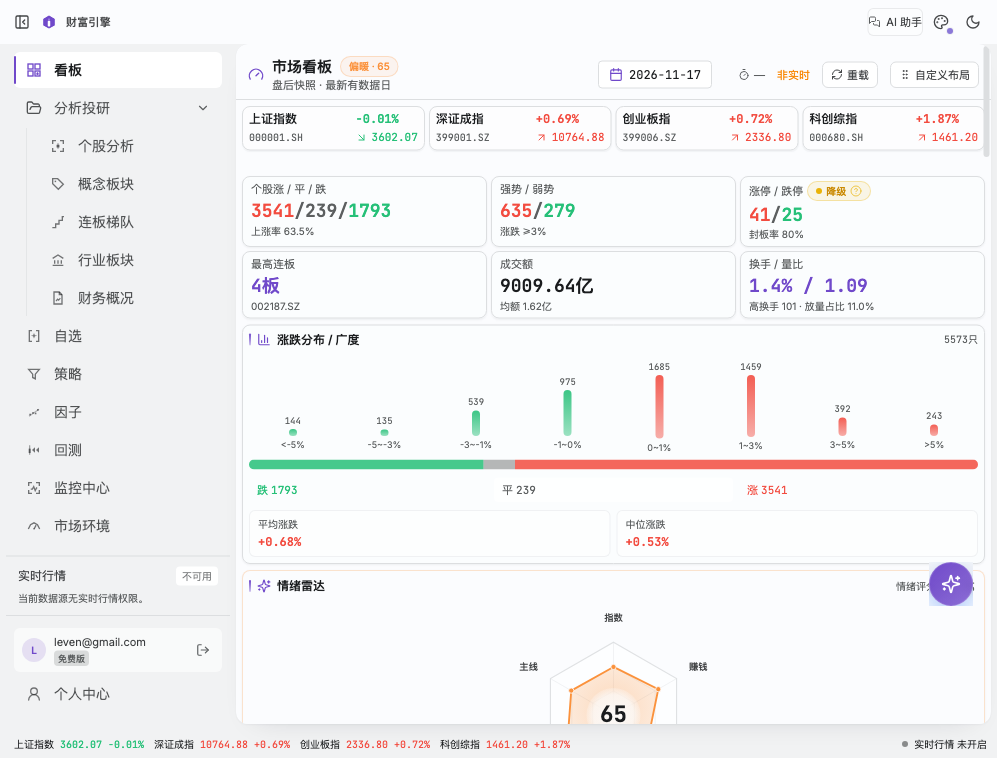 财富引擎
AI 助手
看板
分析投研
个股分析
概念板块
连板梯队
行业板块
财务概况
自选
策略
因子
回测
监控中心
市场环境
实时行情
不可用
当前数据源无实时行情权限。
L
leven@gmail.com
免费版
个人中心
市场看板
偏暖 · 65
盘后快照 · 最新有数据日
2026-11-17
—
非实时
重载
自定义布局
上证指数 -0.01%
000001.SH 3602.07
深证成指 +0.69%
399001.SZ 10764.88
创业板指 +0.72%
399006.SZ 2336.80
科创综指 +1.87%
000680.SH 1461.20
个股涨 / 平 / 跌
3541/239/1793
上涨率 63.5%
强势 / 弱势
635/279
涨跌 ≥3%
涨停 / 跌停 降级
41/25
封板率 80%
最高连板
4板
002187.SZ
成交额
9009.64亿
均额 1.62亿
换手 / 量比
1.4% / 1.09
高换手 101 · 放量占比 11.0%
涨跌分布 / 广度
5573只
144 135 539 975 1685 1459 392 243
<-5% -5~-3% -3~-1% -1~0% 0~1% 1~3% 3~5% >5%
跌 1793
平 239
涨 3541
平均涨跌
+0.68%
中位涨跌
+0.53%
情绪雷达
情绪评
指数
主线
赚钱
65
上证指数 3602.07 -0.01% 深证成指 10764.88 +0.69% 创业板指 2336.80 +0.72% 科创综指 1461.20 +1.87%
实时行情 未开启